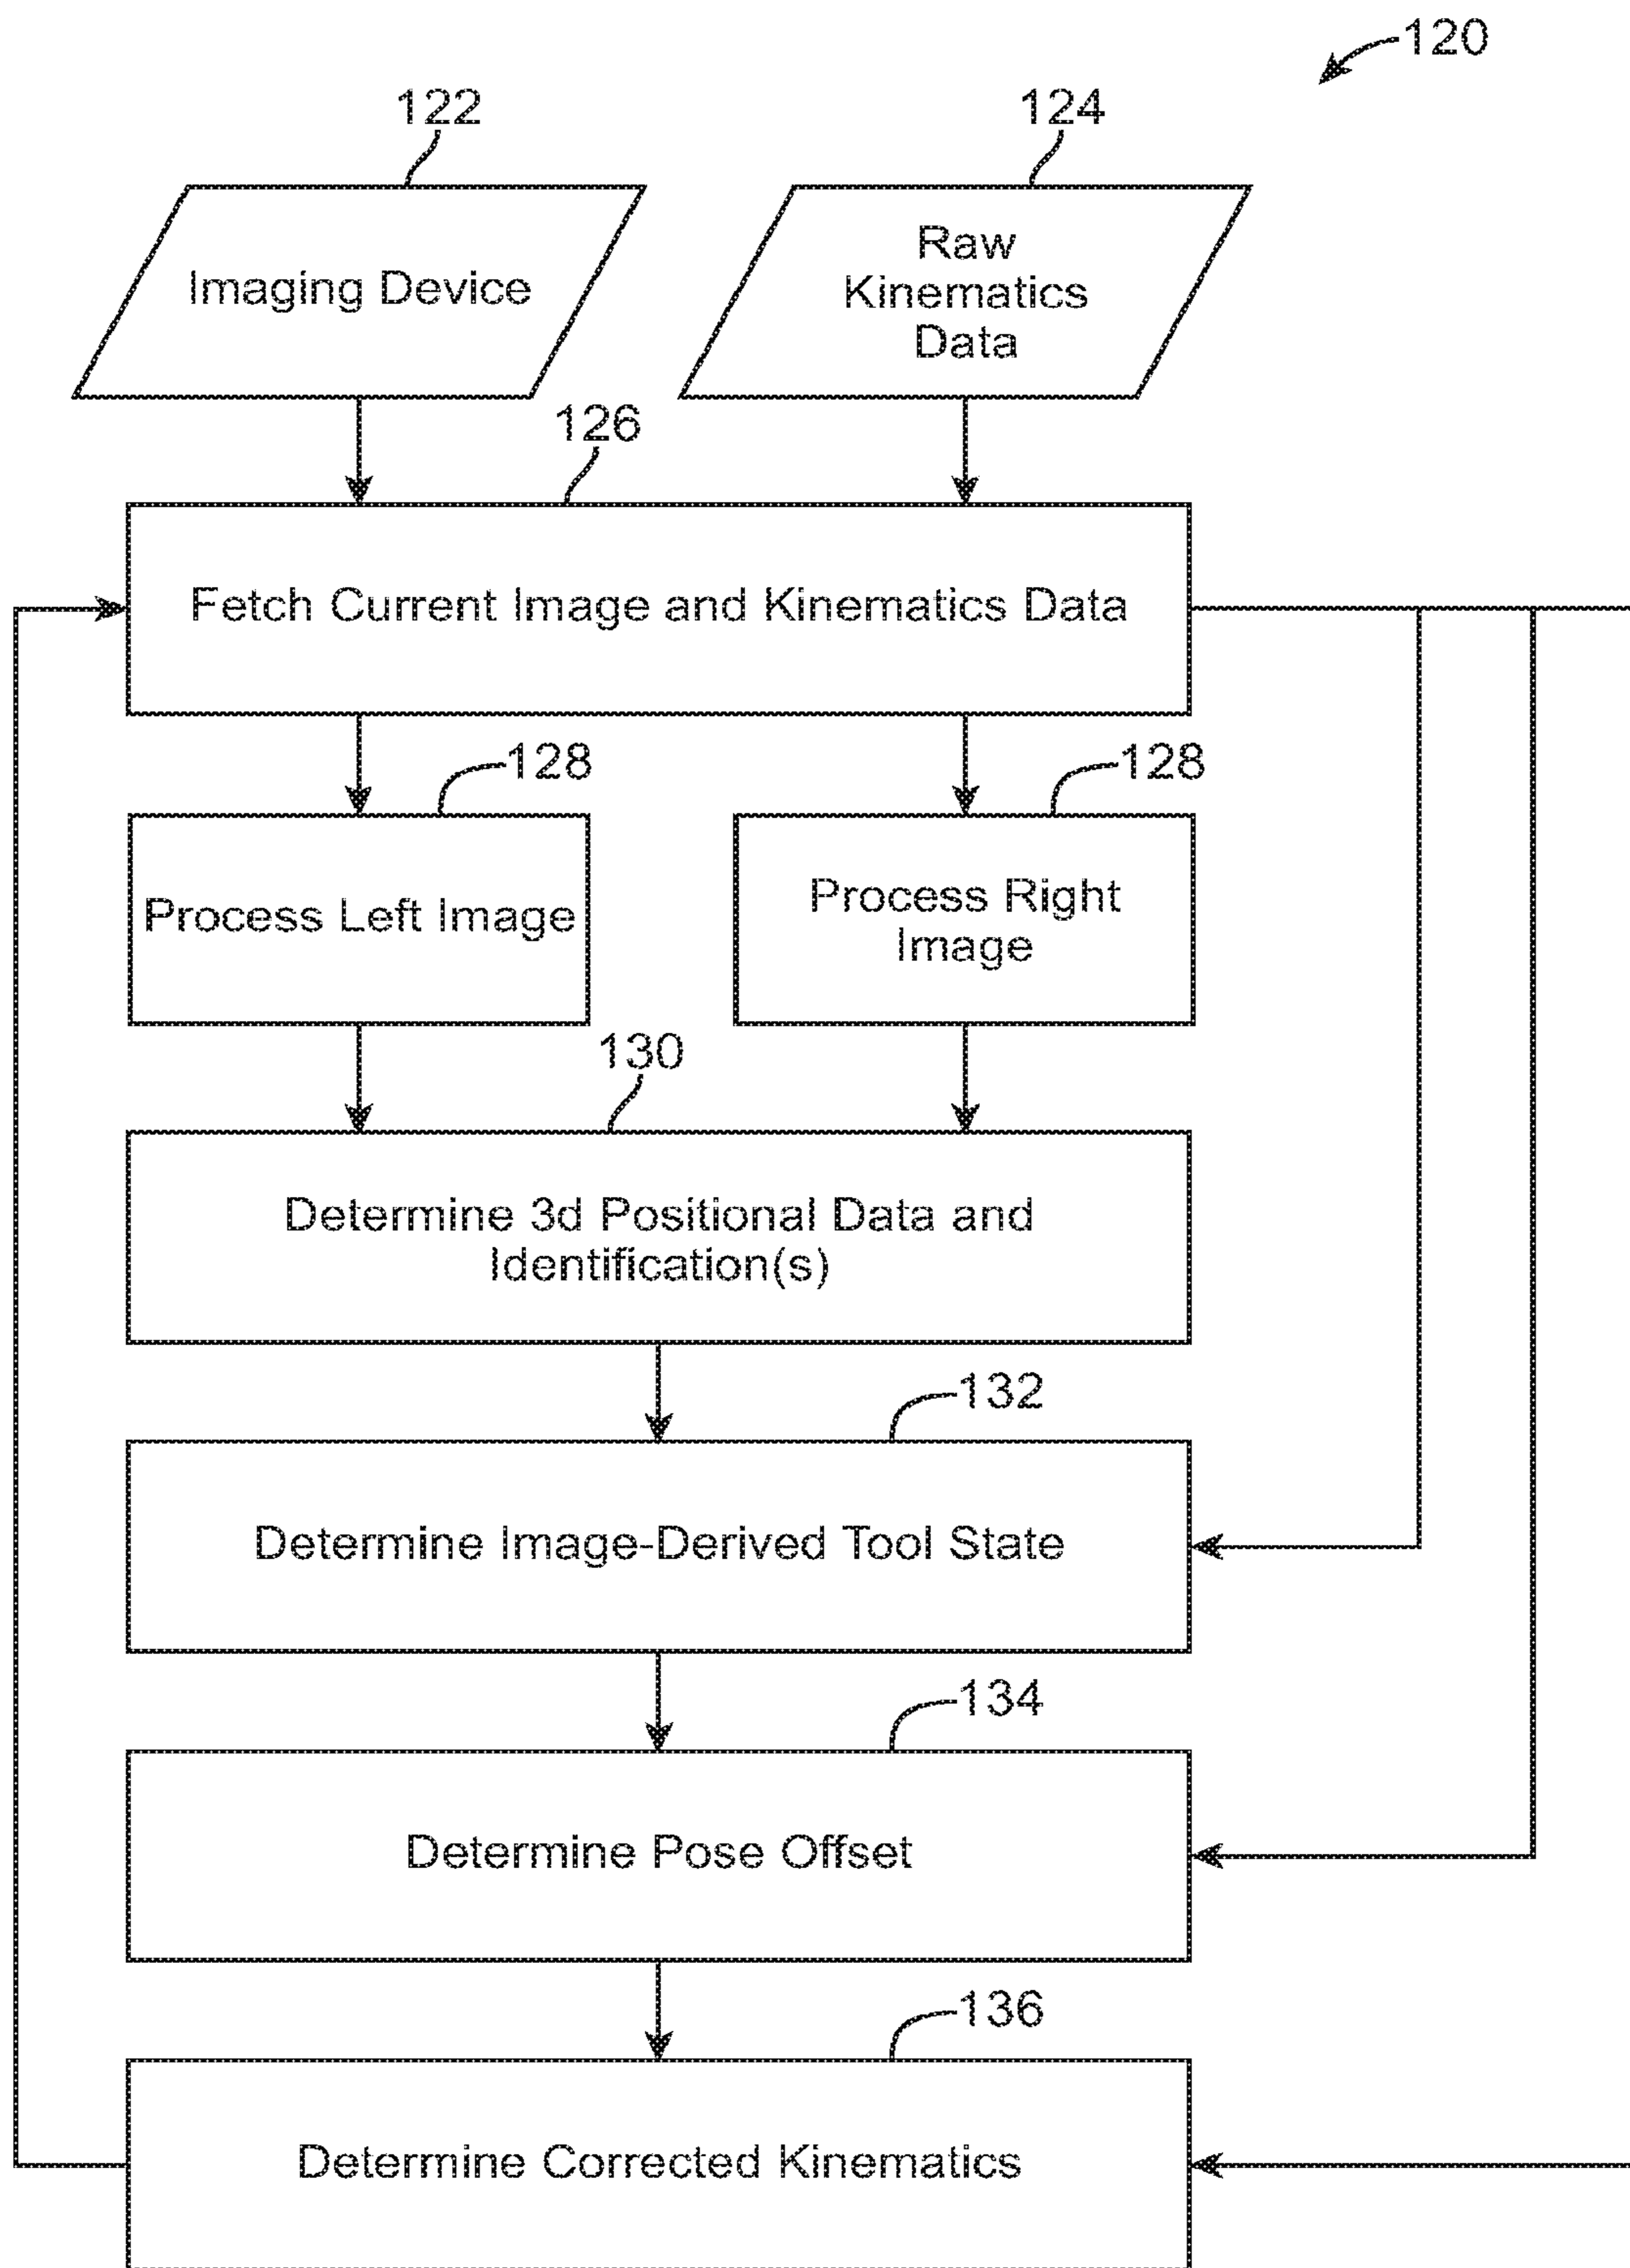 120
122
124
Imaging Device
Raw
Kinematics
Data
126
Fetch Current Image and Kinematics Data
128
128
Process Left Image
Process Right
Image
130
Determine 3d Positional Data and
Identification(s)
132
Determine Image-Derived Tool State
134
Determine Pose Offset
136
Determine Corrected Kinematics